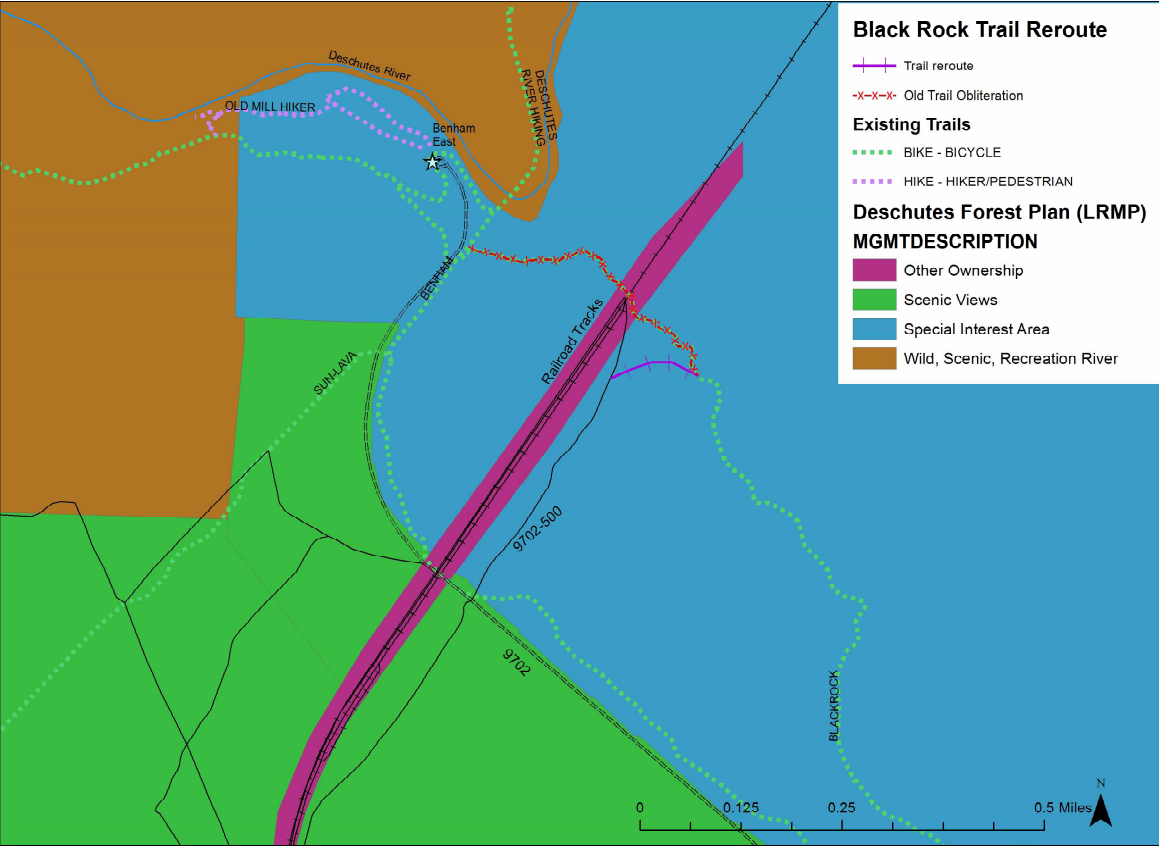 Deschutes River
OLD MILL HIKER
DESCHUTES
RIVER HIKING
Benham
East
BENHAM
SUN-LAVA
Railroad Tracks
9702-500
9702
BLACKROCK
Black Rock Trail Reroute
Trail reroute
Old Trail Obliteration
Existing Trails
BIKE - BICYCLE
HIKE - HIKER/PEDESTRIAN
Deschutes Forest Plan (LRMP)
MGMTDESCRIPTION
Other Ownership
Scenic Views
Special Interest Area
Wild, Scenic, Recreation River
N
0 0.125 0.25 0.5 Miles